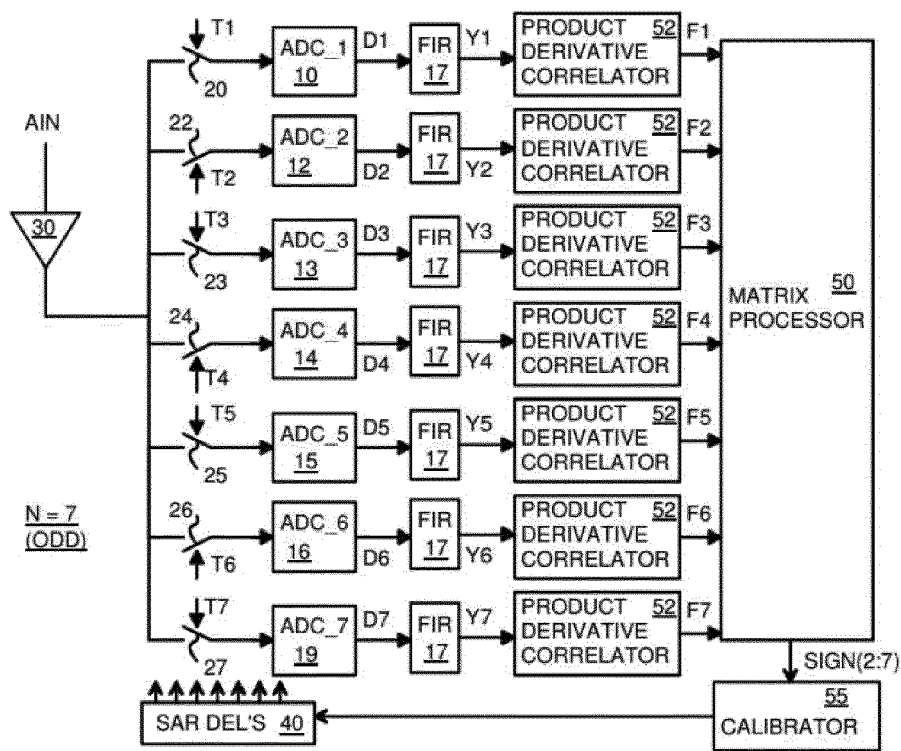 T1
20
ADC_1
10
D1
FIR
17
Y1
PRODUCT 52
DERIVATIVE
CORRELATOR
F1
AIN
30
22
T2
ADC_2
12
D2
FIR
17
Y2
PRODUCT 52
DERIVATIVE
CORRELATOR
F2
T3
23
ADC_3
13
D3
FIR
17
Y3
PRODUCT 52
DERIVATIVE
CORRELATOR
F3
24
T4
ADC_4
14
D4
FIR
17
Y4
PRODUCT 52
DERIVATIVE
CORRELATOR
F4
MATRIX 50
PROCESSOR
T5
25
ADC_5
15
D5
FIR
17
Y5
PRODUCT 52
DERIVATIVE
CORRELATOR
F5
N = 7
(ODD)
26
T6
ADC_6
16
D6
FIR
17
Y6
PRODUCT 52
DERIVATIVE
CORRELATOR
F6
T7
27
ADC_7
19
D7
FIR
17
Y7
PRODUCT 52
DERIVATIVE
CORRELATOR
F7
SIGN(2:7)
SAR DEL'S 40
55
CALIBRATOR